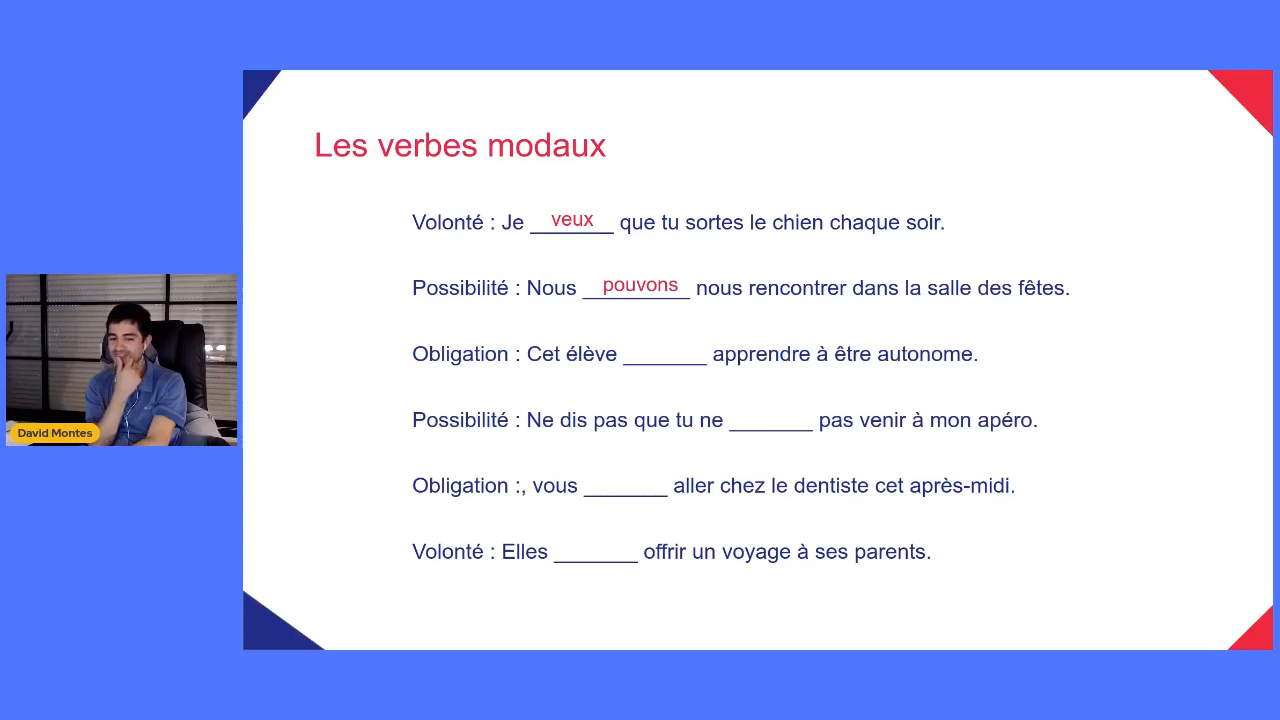 Les verbes modaux
Volonté : Je veux que tu sortes le chien chaque soir.
Possibilité : Nous pouvons nous rencontrer dans la salle des fêtes.
Obligation : Cet élève _______ apprendre à être autonome.
Possibilité : Ne dis pas que tu ne _______ pas venir à mon apéro.
Obligation :, vous _______ aller chez le dentiste cet après-midi.
Volonté : Elles _______ offrir un voyage à ses parents.
David Montes